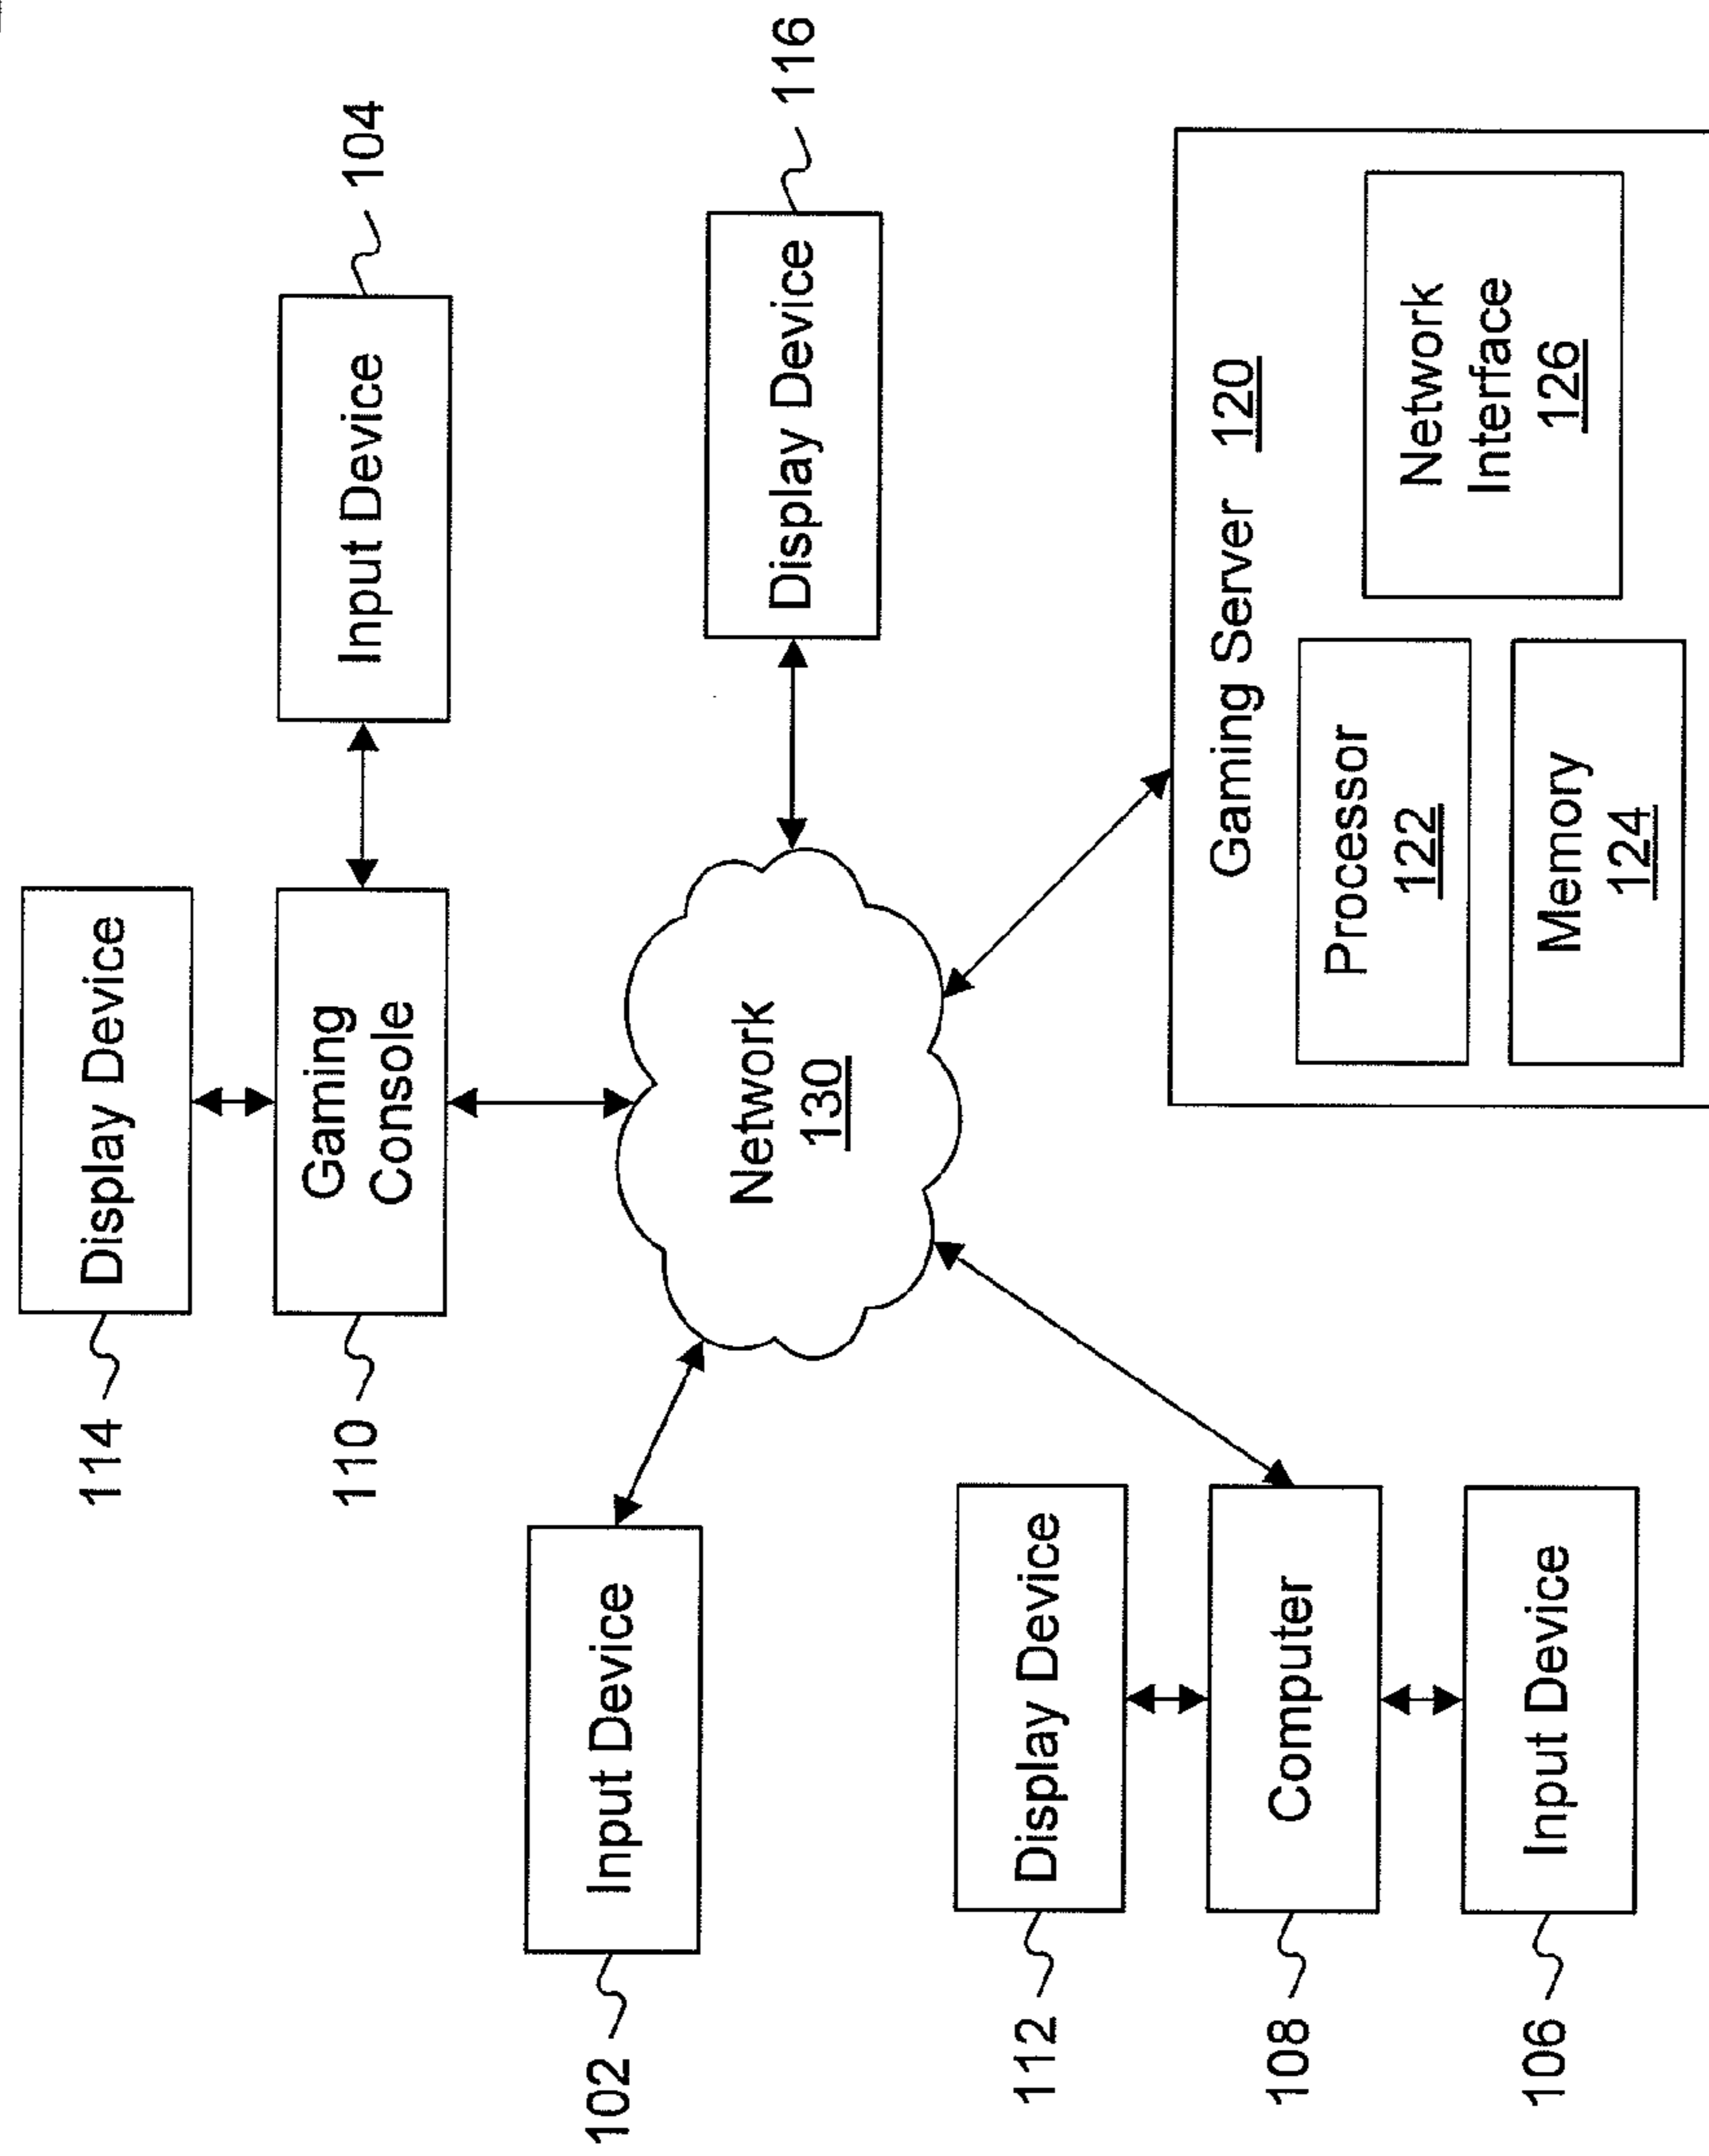 114
Display Device
110
Gaming
Console
Input Device
104
102
Input Device
Network
130
Display Device
116
112
Display Device
108
Computer
106
Input Device
Gaming Server 120
Processor
122
Memory
124
Network
Interface
126